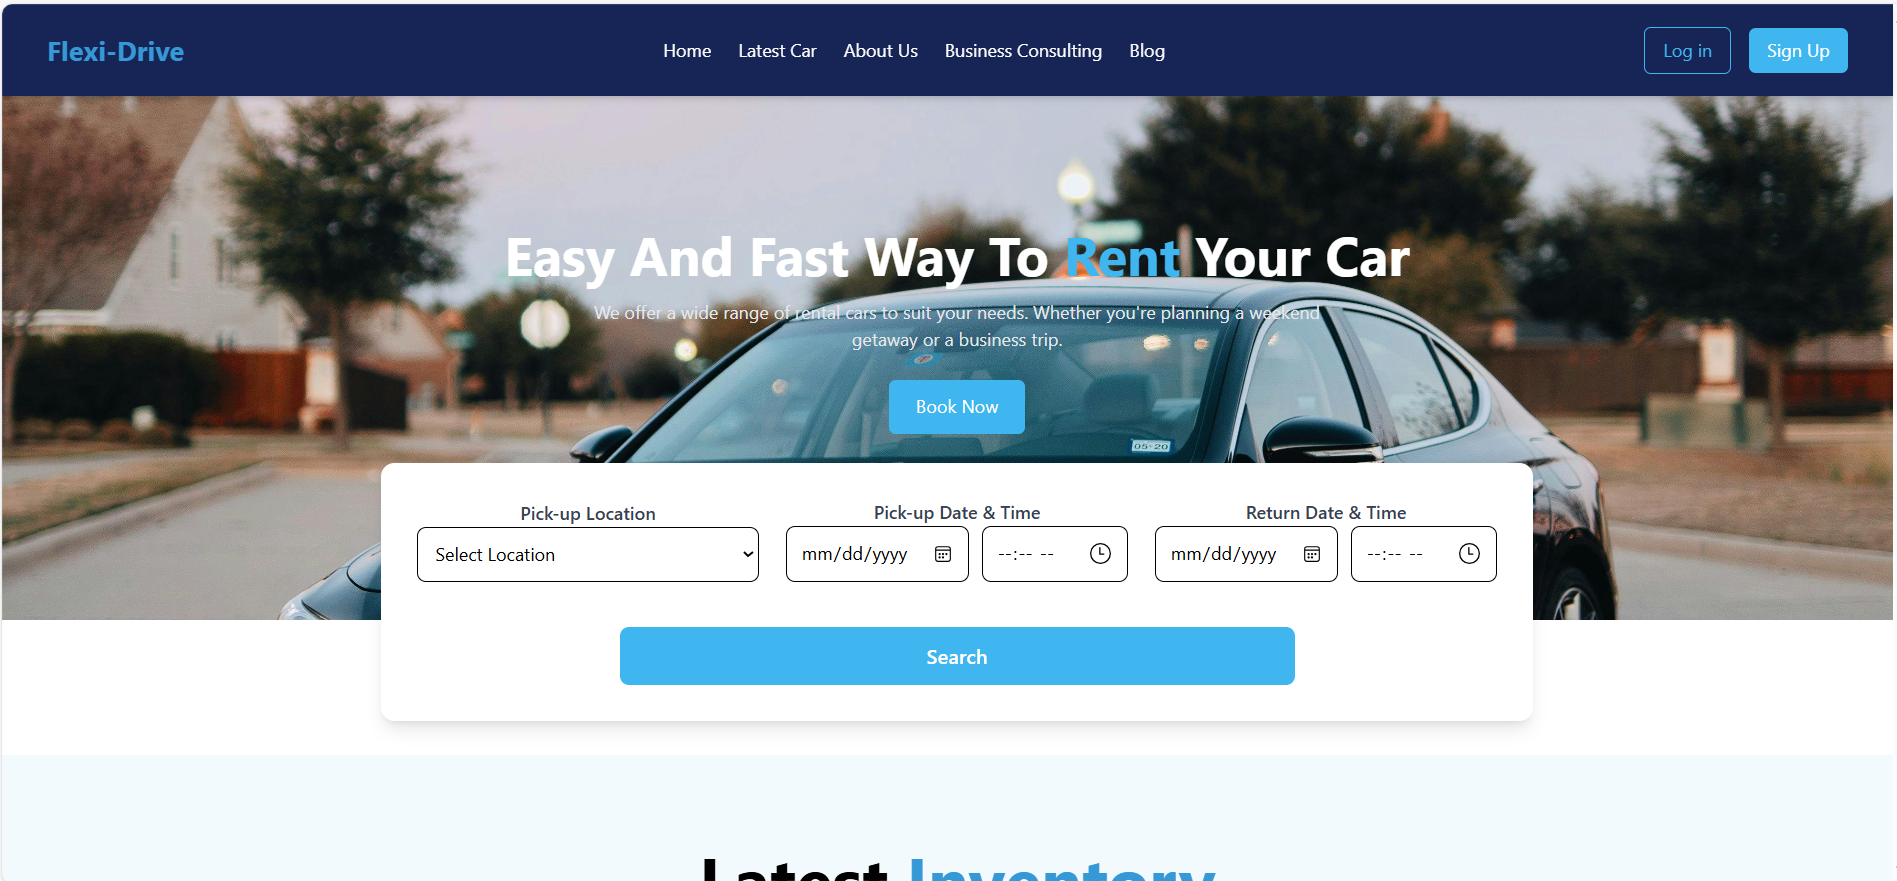 Flexi-Drive
Home Latest Car About Us Business Consulting Blog
Log in Sign Up
Easy And Fast Way To Rent Your Car
We offer a wide range of rental cars to suit your needs. Whether you're planning a weekend
getaway or a business trip.
Book Now
05-20
Pick-up Location
Select Location
Pick-up Date & Time
mm/dd/yyyy --:-- --
Return Date & Time
mm/dd/yyyy --:-- --
Search
Latest Inventory